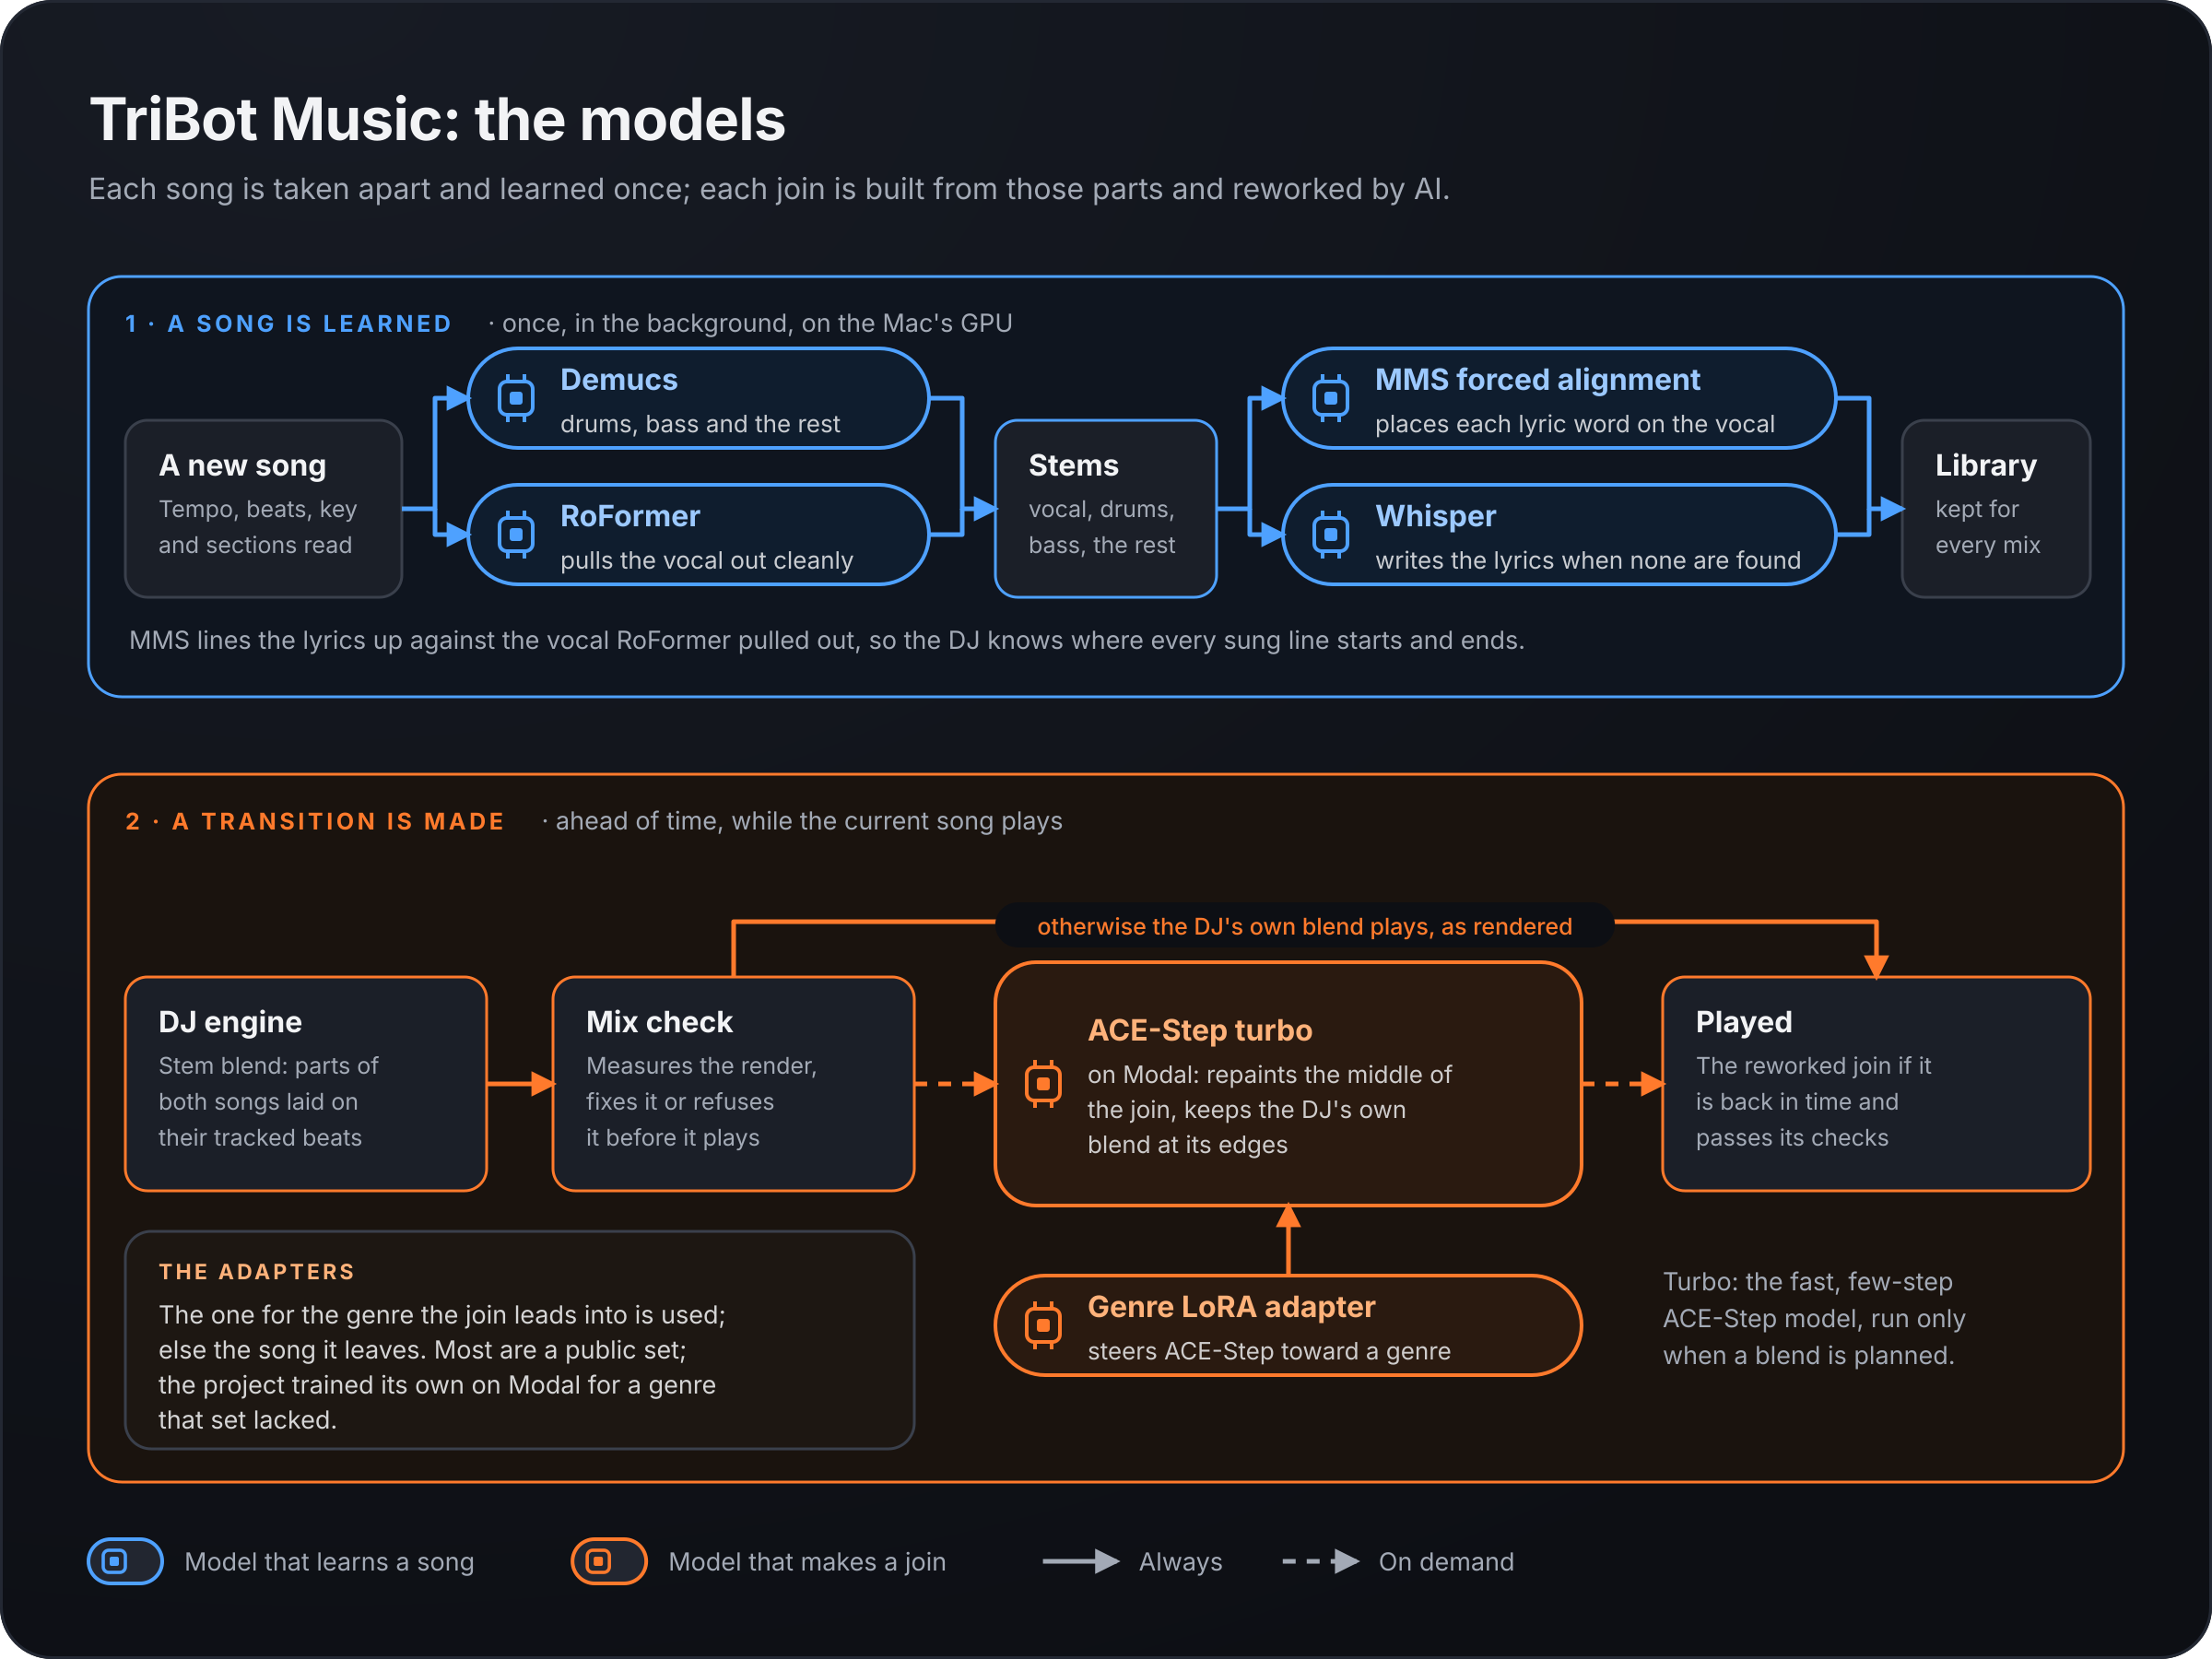 TriBot Music: the models
Each song is taken apart and learned once; each join is built from those parts and reworked by AI.
1 · A SONG IS LEARNED · once, in the background, on the Mac's GPU
A new song
Tempo, beats, key
and sections read
Demucs
drums, bass and the rest
RoFormer
pulls the vocal out cleanly
Stems
vocal, drums,
bass, the rest
MMS forced alignment
places each lyric word on the vocal
Whisper
writes the lyrics when none are found
Library
kept for
every mix
MMS lines the lyrics up against the vocal RoFormer pulled out, so the DJ knows where every sung line starts and ends.
2 · A TRANSITION IS MADE · ahead of time, while the current song plays
otherwise the DJ's own blend plays, as rendered
DJ engine
Stem blend: parts of
both songs laid on
their tracked beats
Mix check
Measures the render,
fixes it or refuses
it before it plays
ACE-Step turbo
on Modal: repaints the middle of
the join, keeps the DJ's own
blend at its edges
Played
The reworked join if it
is back in time and
passes its checks
THE ADAPTERS
The one for the genre the join leads into is used;
else the song it leaves. Most are a public set;
the project trained its own on Modal for a genre
that set lacked.
Genre LoRA adapter
steers ACE-Step toward a genre
Turbo: the fast, few-step
ACE-Step model, run only
when a blend is planned.
Model that learns a song
Model that makes a join
Always
On demand